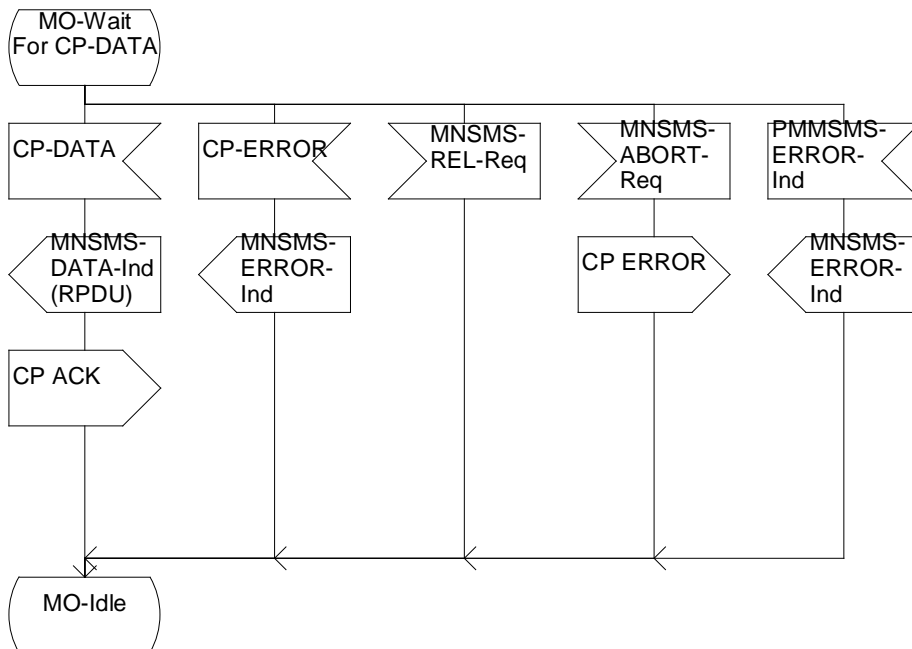 MO-Wait
For CP-DATA
CP-DATA
CP-ERROR
MNSMS-
REL-Req
MNSMS-
ABORT-
Req
PMMSMS-
ERROR-
Ind
MNSMS-
DATA-Ind
(RPDU)
MNSMS-
ERROR-
Ind
CP ERROR
MNSMS-
ERROR-
Ind
CP ACK
MO-Idle